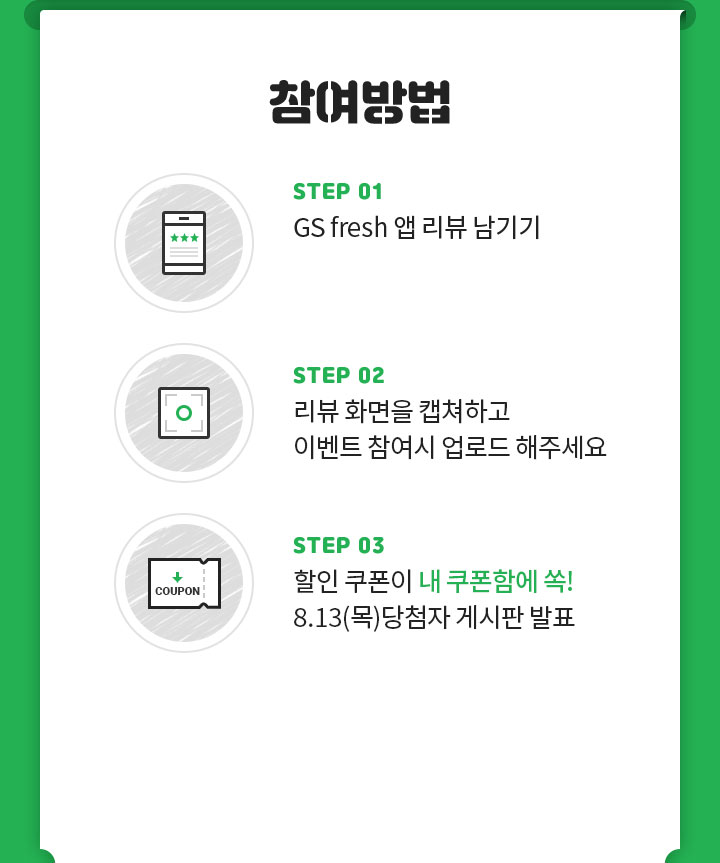 참여방법
STEP 01
GS fresh 앱 리뷰 남기기
STEP 02
리뷰 화면을 캡쳐하고
이벤트 참여시 업로드 해주세요
STEP 03
COUPON
할인 쿠폰이 내 쿠폰함에 쏙!
8.13(목)당첨자 게시판 발표